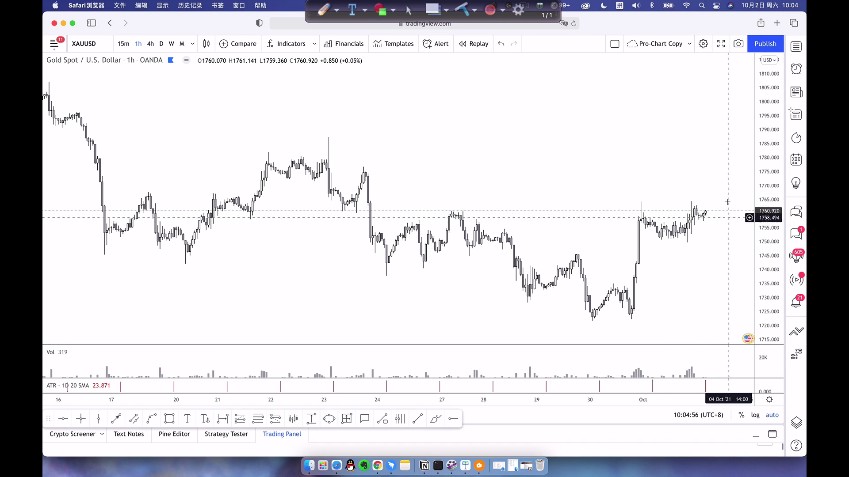 Safari浏览器 文件 编辑 显示 历史记录 书签 窗口 帮助
10月2日 周六 10:04
1/1
tradingview.com
XAUUSD 15m 1h 4h D W M Compare Indicators Financials Templates Alert Replay Pro-Chart Copy Publish
Gold Spot / U.S. Dollar · 1h · OANDA O1760.070 H1761.141 L1759.360 C1760.920 +0.850 (+0.05%)
USD
1810.000
1805.000
1800.000
1795.000
1790.000
1785.000
1780.000
1775.000
1770.000
1765.000
1760.920
1758.494
1755.000
1750.000
1745.000
1740.000
1735.000
1730.000
1725.000
1720.000
1715.000
Vol 319
20K
ATR · 1D 20 SMA 23.871
0.000
16 17 20 21 22 23 24 27 28 29 30 Oct 04 Oct '21 14:00
10:04:56 (UTC-8) % log auto
Crypto Screener Text Notes Pine Editor Strategy Tester Trading Panel